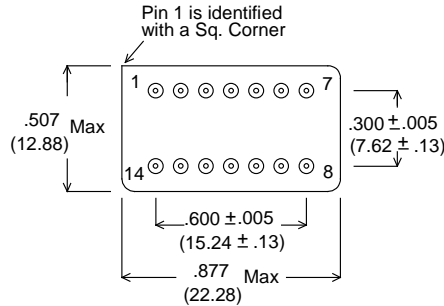 Pin 1 is identified
with a Sq. Corner
1
7
.507
(12.88)
Max
.300 ±.005
(7.62 ± .13)
14
8
.600 ±.005
(15.24 ± .13)
.877
(22.28)
Max